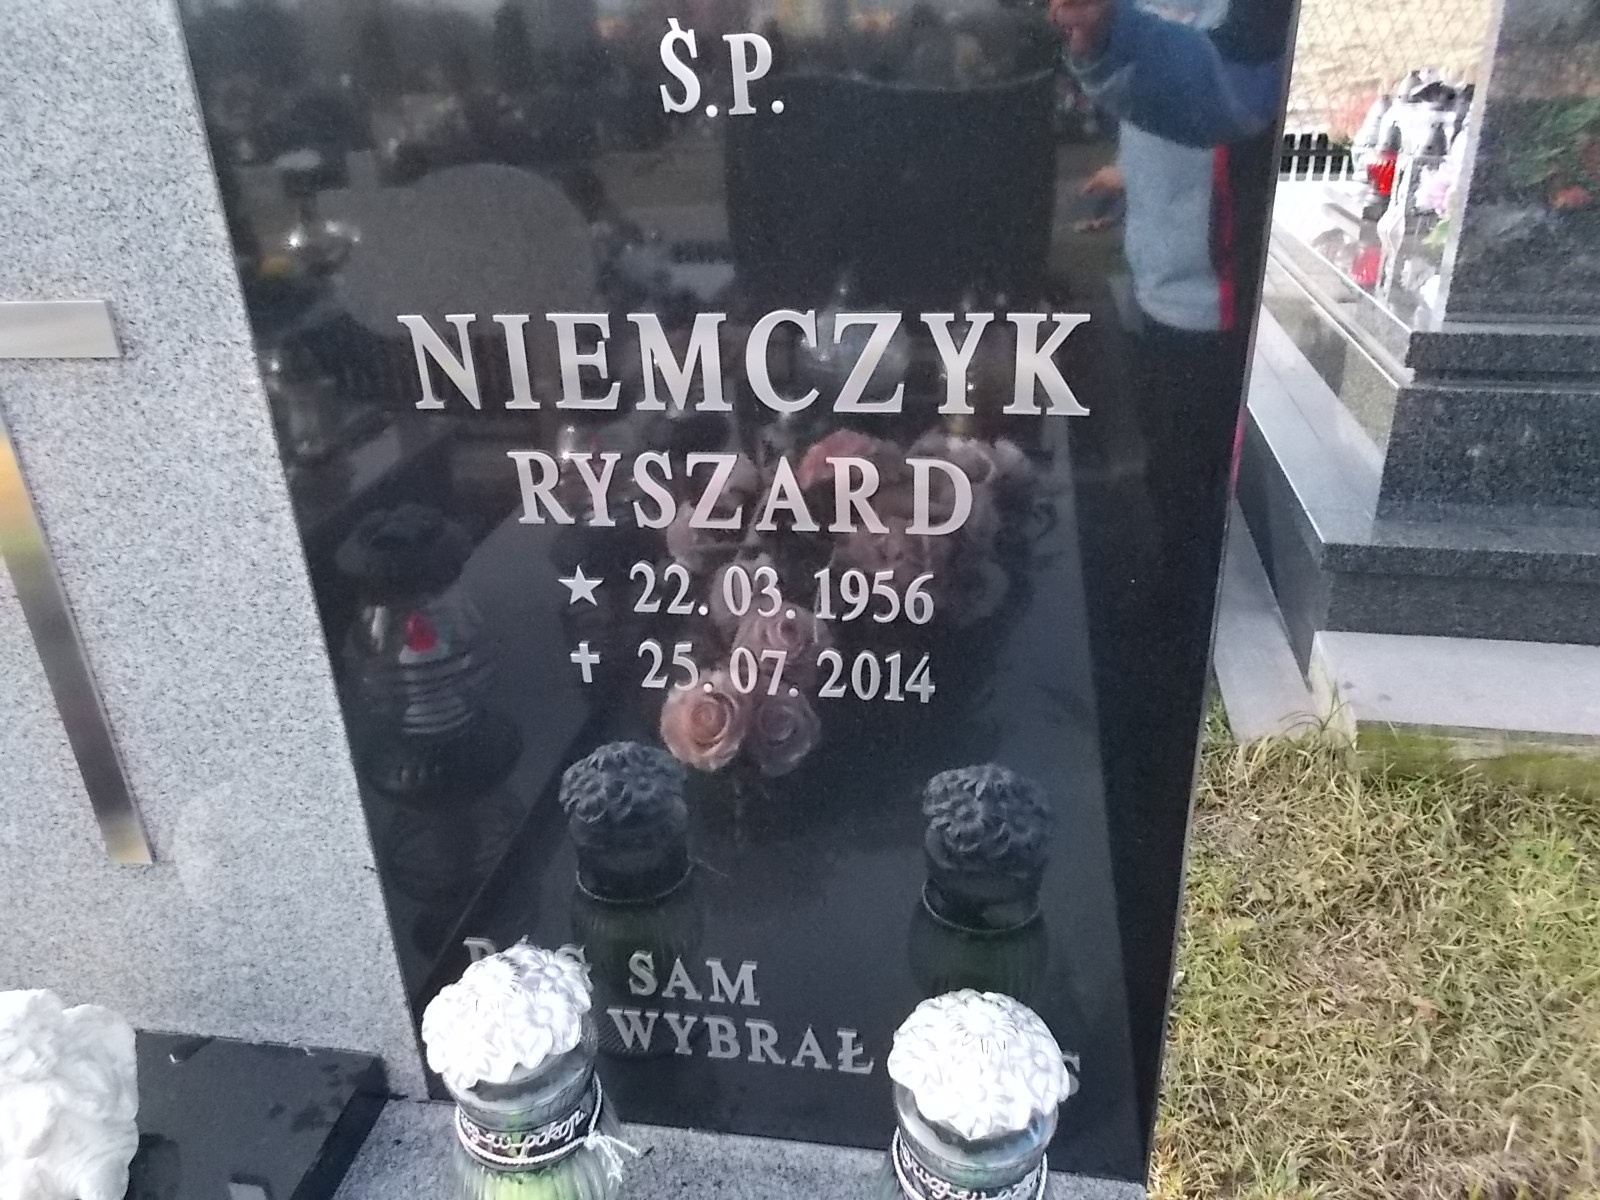 Ś.P.
NIEMCZYK
RYSZARD
★ 22. 03. 1956
✝ 25. 07. 2014
SAM
WYBRAŁ